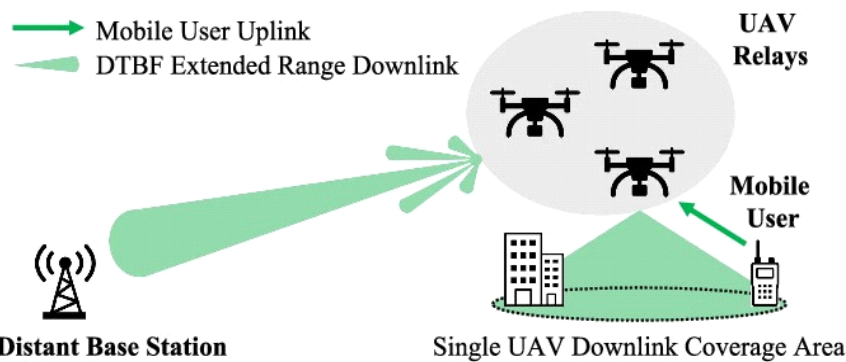 Mobile User Uplink
DTBF Extended Range Downlink
UAV
Relays
Mobile
User
Distant Base Station
Single UAV Downlink Coverage Area